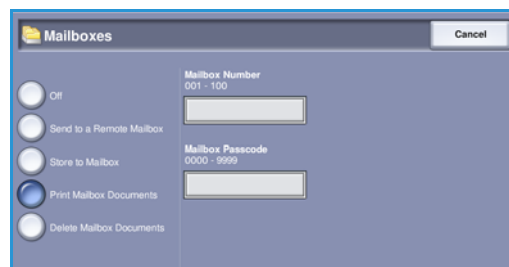 Mailboxes
Cancel
Off
Send to a Remote Mailbox
Store to Mailbox
Print Mailbox Documents
Delete Mailbox Documents
Mailbox Number
001 - 100
Mailbox Passcode
0000 - 9999